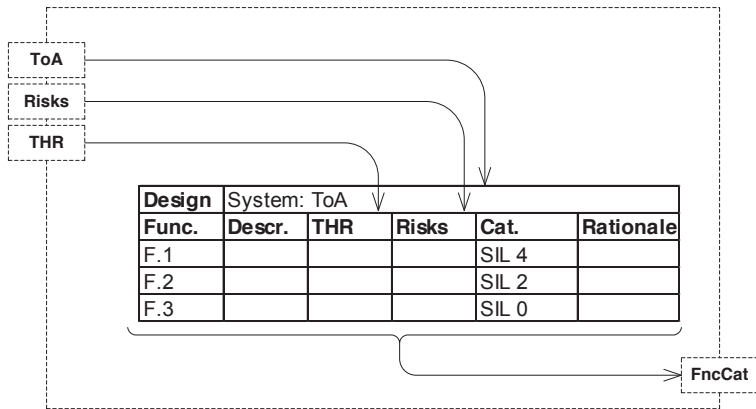 ToA
Risks
THR
Design System: ToA
Func. Descr. THR Risks Cat. Rationale
F.1 SIL 4
F.2 SIL 2
F.3 SIL 0
FncCat